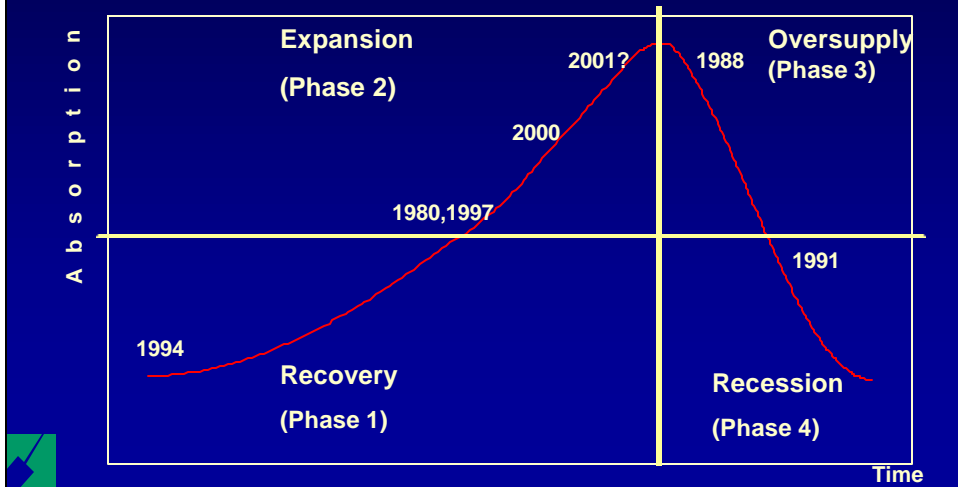 Absorption
Expansion
(Phase 2)
2001?
1988
Oversupply
(Phase 3)
2000
1980,1997
1991
1994
Recovery
(Phase 1)
Recession
(Phase 4)
Time